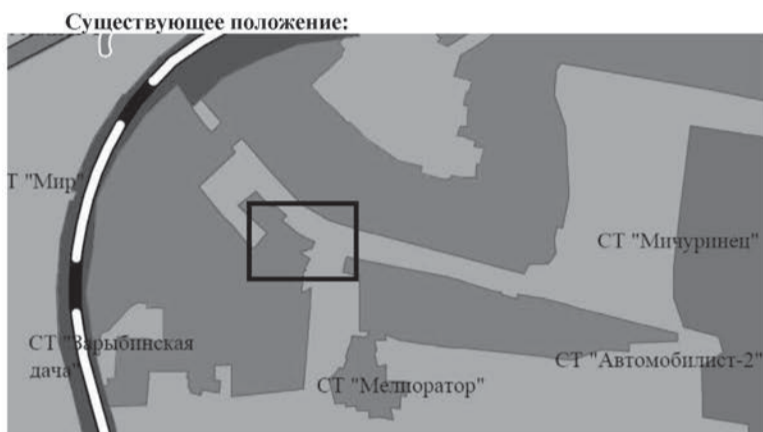 Существующее положение:
Т "Мир"
СТ "Мичуринец"
СТ "Зарыбинская
дача"
СТ "Автомобилист-2"
СТ "Мелиоратор"